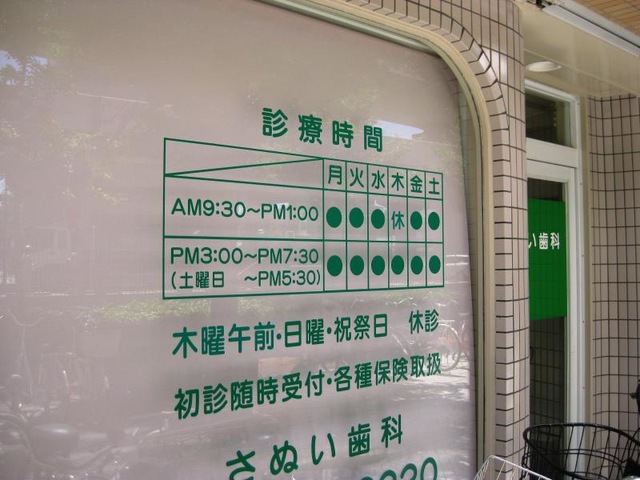 診療時間
月 火 水 木 金 土
AM9:30〜PM1:00 ● ● ● 休 ● ●
PM3:00〜PM7:30 ● ● ● ● ● ●
(土曜日 〜PM5:30)
木曜午前・日曜・祝祭日 休診
初診随時受付・各種保険取扱
さぬい歯科
い歯科